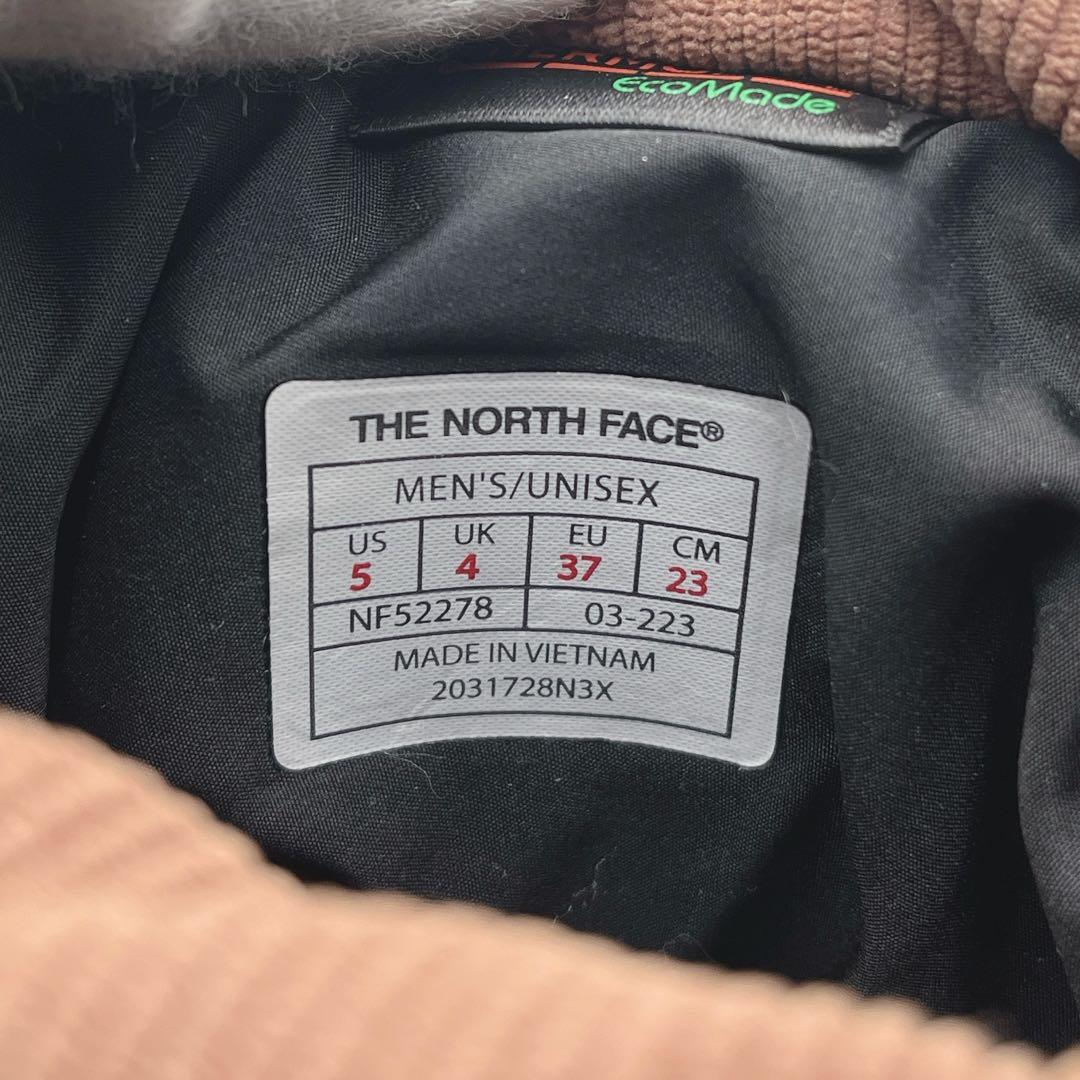 EcoMade
THE NORTH FACE®
MEN'S/UNISEX
US UK EU CM
5 4 37 23
NF52278 03-223
MADE IN VIETNAM
2031728N3X